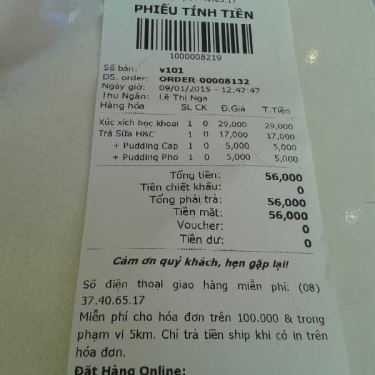 PHIẾU TÍNH TIỀN
1000008219
Số bàn: v101
DS. order: ORDER-00008132
Ngày giờ: 09/01/2015 - 12:47:47
Thu Ngân: Lê Thị Nga
Hàng hóa SL CK Đ.Giá T.Tiền
Xúc xích học khoai 1 0 29,000 29,000
Trà Sữa H&C 1 0 17,000 17,000
+ Pudding Cap 1 0 5,000 5,000
+ Pudding Pho 1 0 5,000 5,000
Tổng tiền: 56,000
Tiền chiết khấu: 0
Tổng phải trả: 56,000
Tiền mặt: 56,000
Voucher: 0
Tiền dư: 0
Cám ơn quý khách, hẹn gặp lại!
Số điện thoại giao hàng miễn phí: (08)
37.40.65.17
Miễn phí cho hóa đơn trên 100.000 & trong
phạm vi 5km. Chỉ trả tiền ship khi có in trên
hóa đơn.
Đặt Hàng Online: